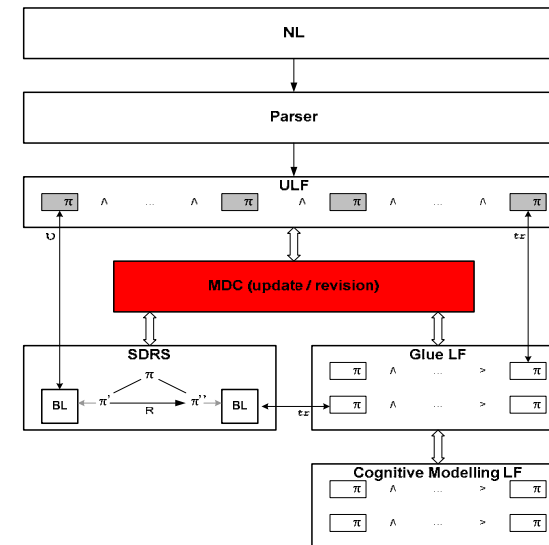 NL
Parser
ULF
π ∧ ... ∧ π ∧ π ∧ ... ∧ π
tr
MDC (update / revision)
SDRS
π
BL π' R π'' BL
tr
Glue LF
π ∧ ... > π
π ∧ ... > π
Cognitive Modelling LF
π ∧ ... > π
π ∧ ... > π